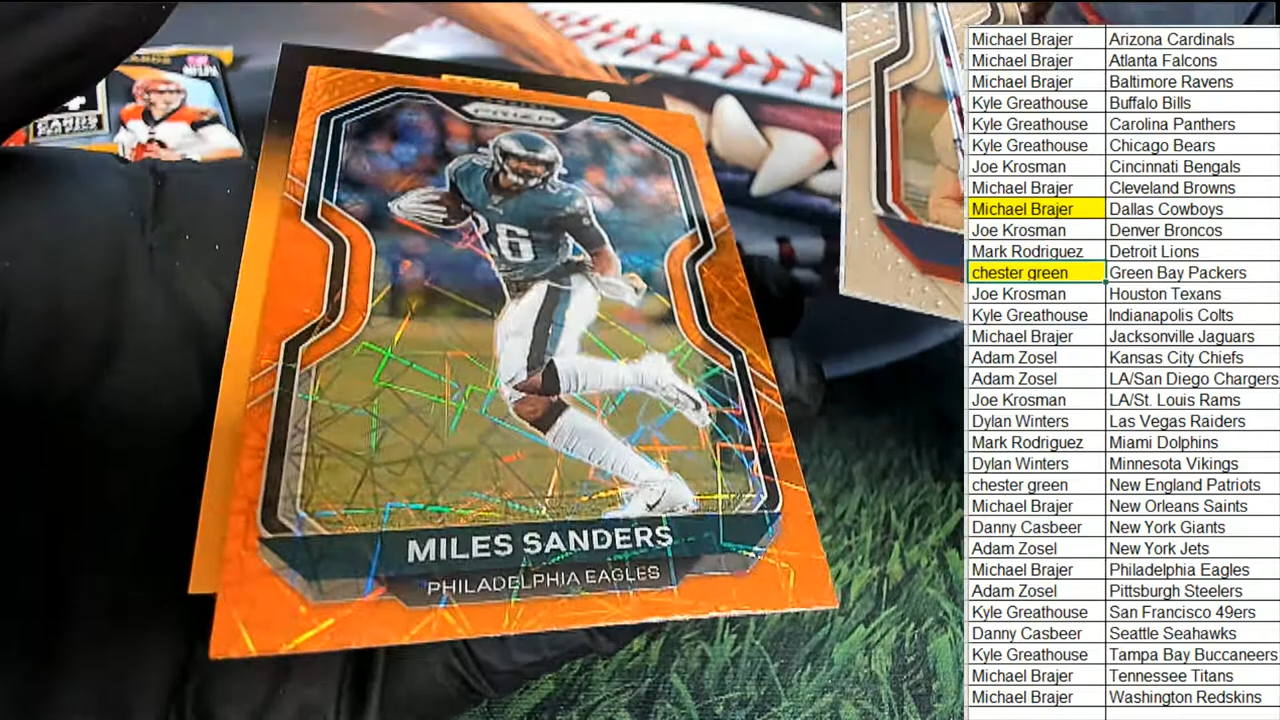 PRIZM
26
MILES SANDERS
PHILADELPHIA EAGLES
Michael Brajer Arizona Cardinals
Michael Brajer Atlanta Falcons
Michael Brajer Baltimore Ravens
Kyle Greathouse Buffalo Bills
Kyle Greathouse Carolina Panthers
Kyle Greathouse Chicago Bears
Joe Krosman Cincinnati Bengals
Michael Brajer Cleveland Browns
Michael Brajer Dallas Cowboys
Joe Krosman Denver Broncos
Mark Rodriguez Detroit Lions
chester green Green Bay Packers
Joe Krosman Houston Texans
Kyle Greathouse Indianapolis Colts
Michael Brajer Jacksonville Jaguars
Adam Zosel Kansas City Chiefs
Adam Zosel LA/San Diego Chargers
Joe Krosman LA/St. Louis Rams
Dylan Winters Las Vegas Raiders
Mark Rodriguez Miami Dolphins
Dylan Winters Minnesota Vikings
chester green New England Patriots
Michael Brajer New Orleans Saints
Danny Casbeer New York Giants
Adam Zosel New York Jets
Michael Brajer Philadelphia Eagles
Adam Zosel Pittsburgh Steelers
Kyle Greathouse San Francisco 49ers
Danny Casbeer Seattle Seahawks
Kyle Greathouse Tampa Bay Buccaneers
Michael Brajer Tennessee Titans
Michael Brajer Washington Redskins